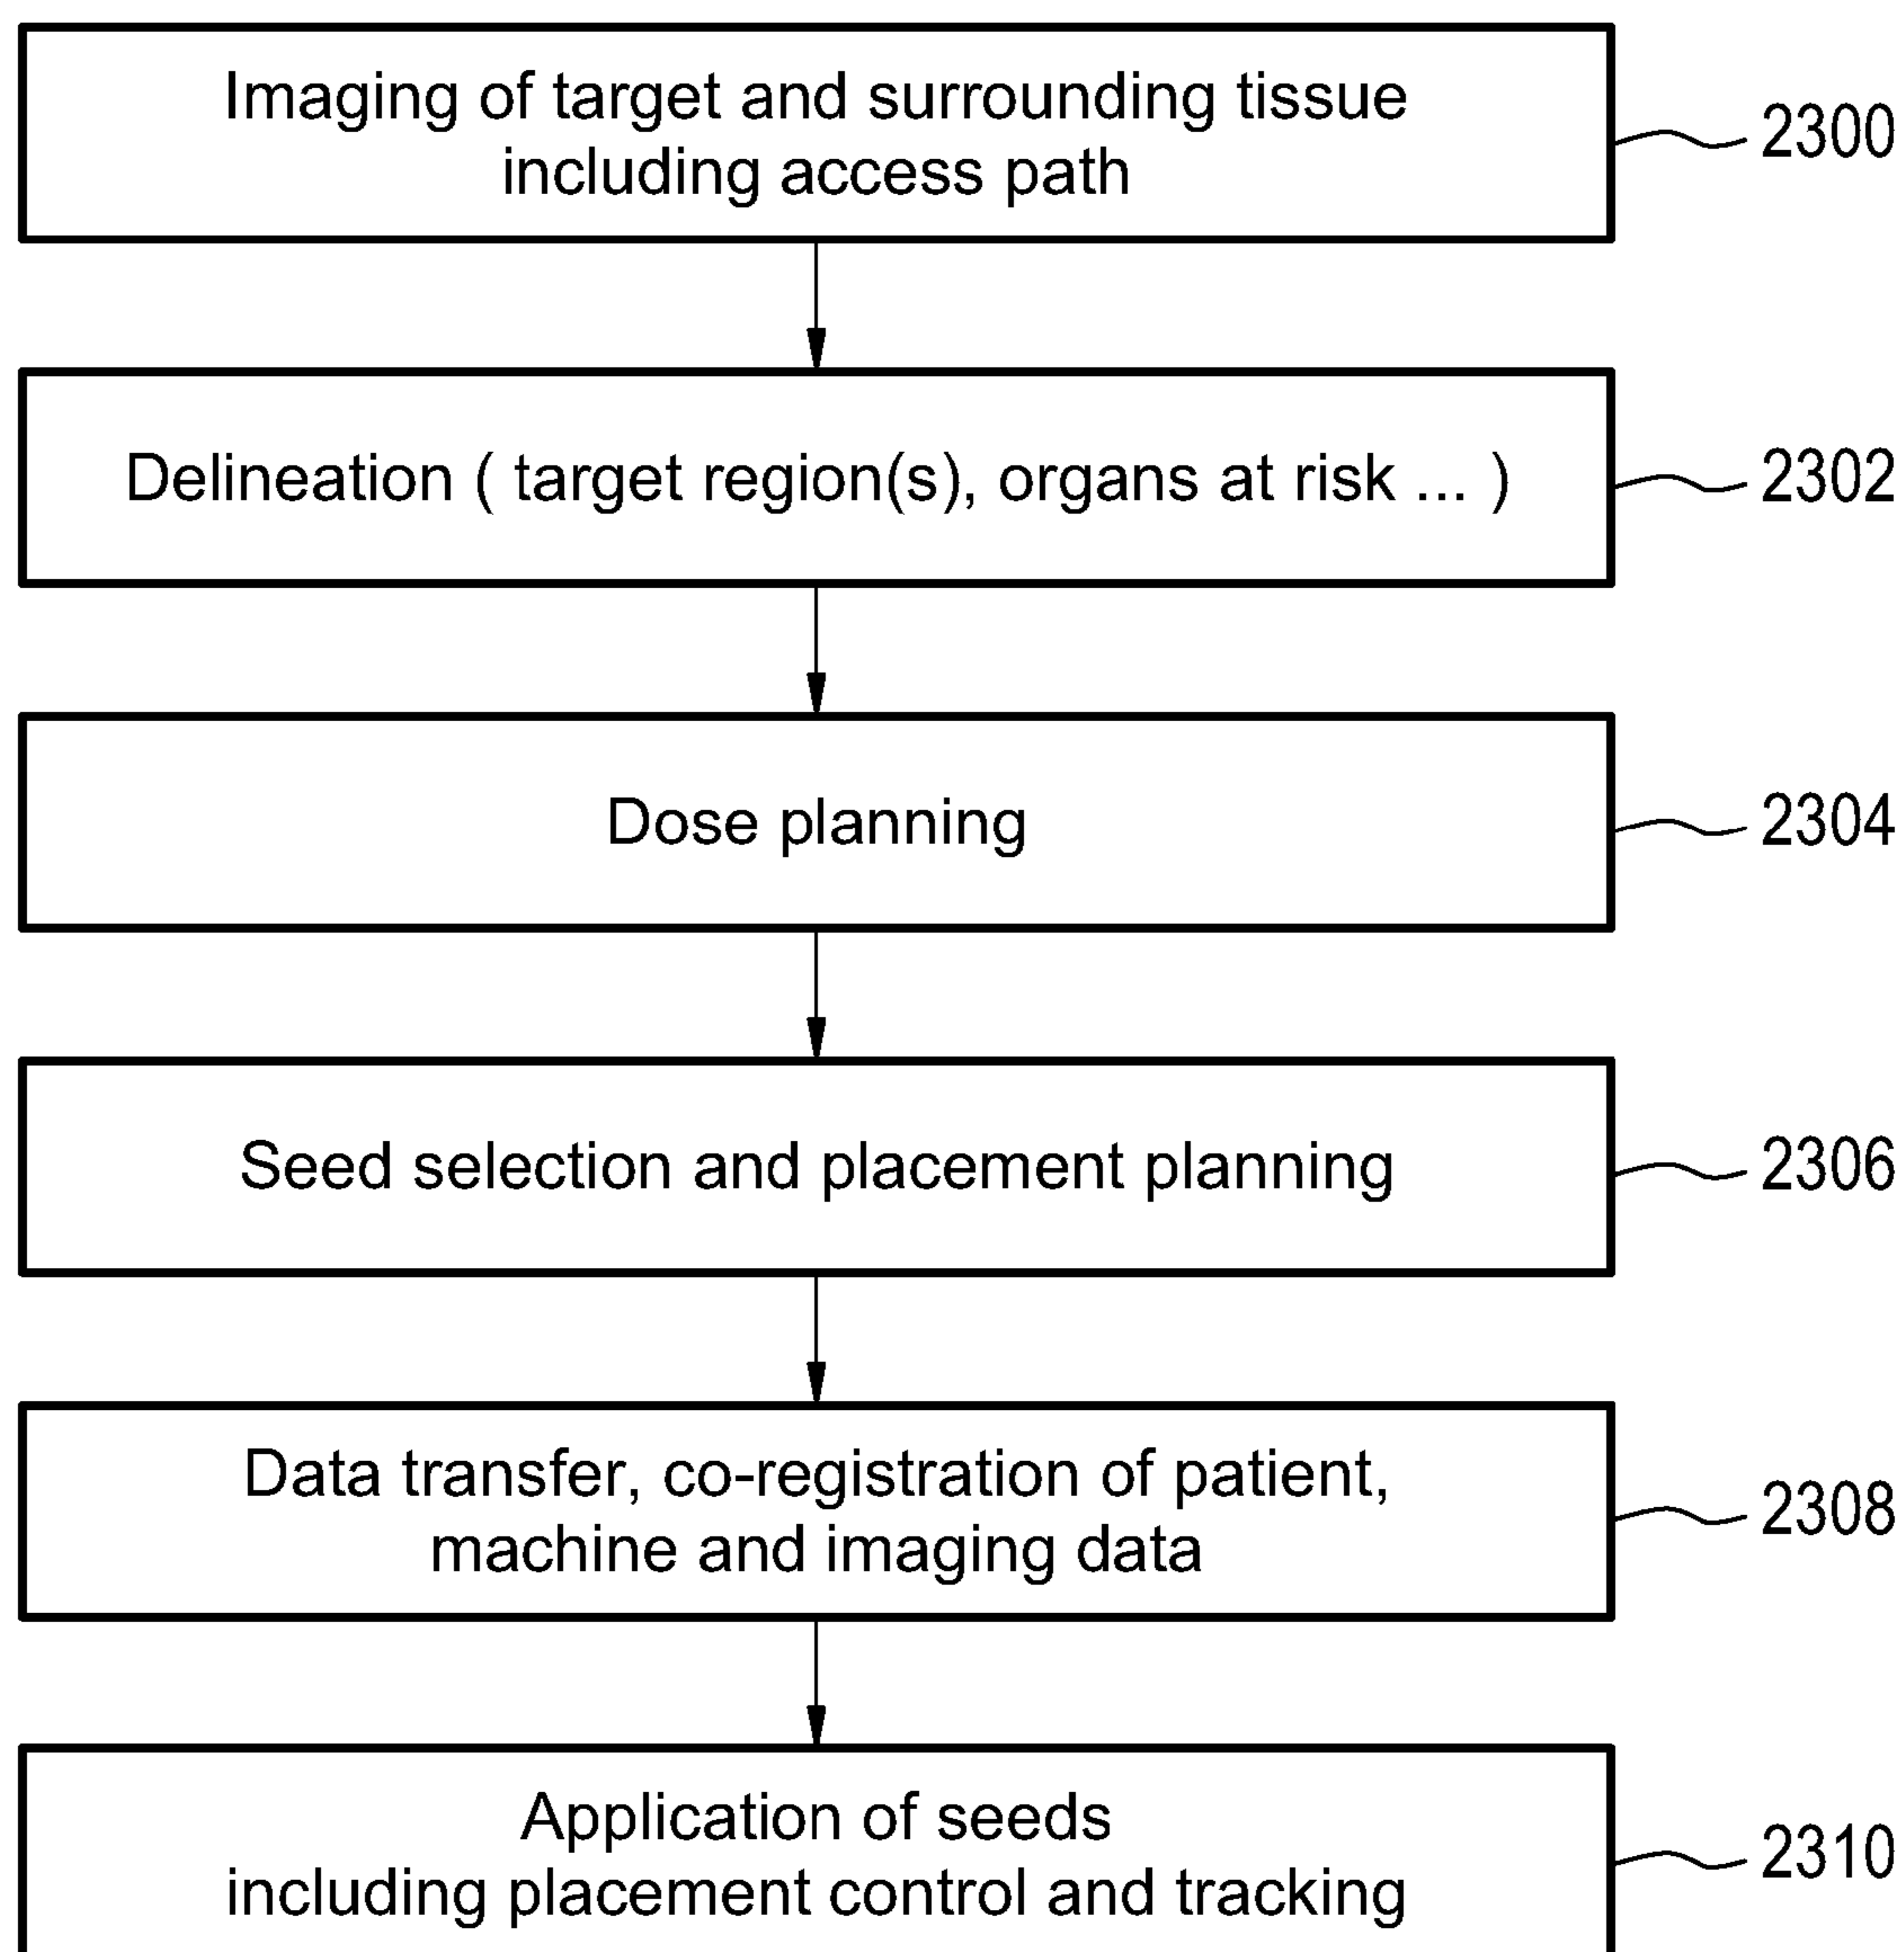 Imaging of target and surrounding tissue
including access path
2300
Delineation ( target region(s), organs at risk ... )
2302
Dose planning
2304
Seed selection and placement planning
2306
Data transfer, co-registration of patient,
machine and imaging data
2308
Application of seeds
including placement control and tracking
2310